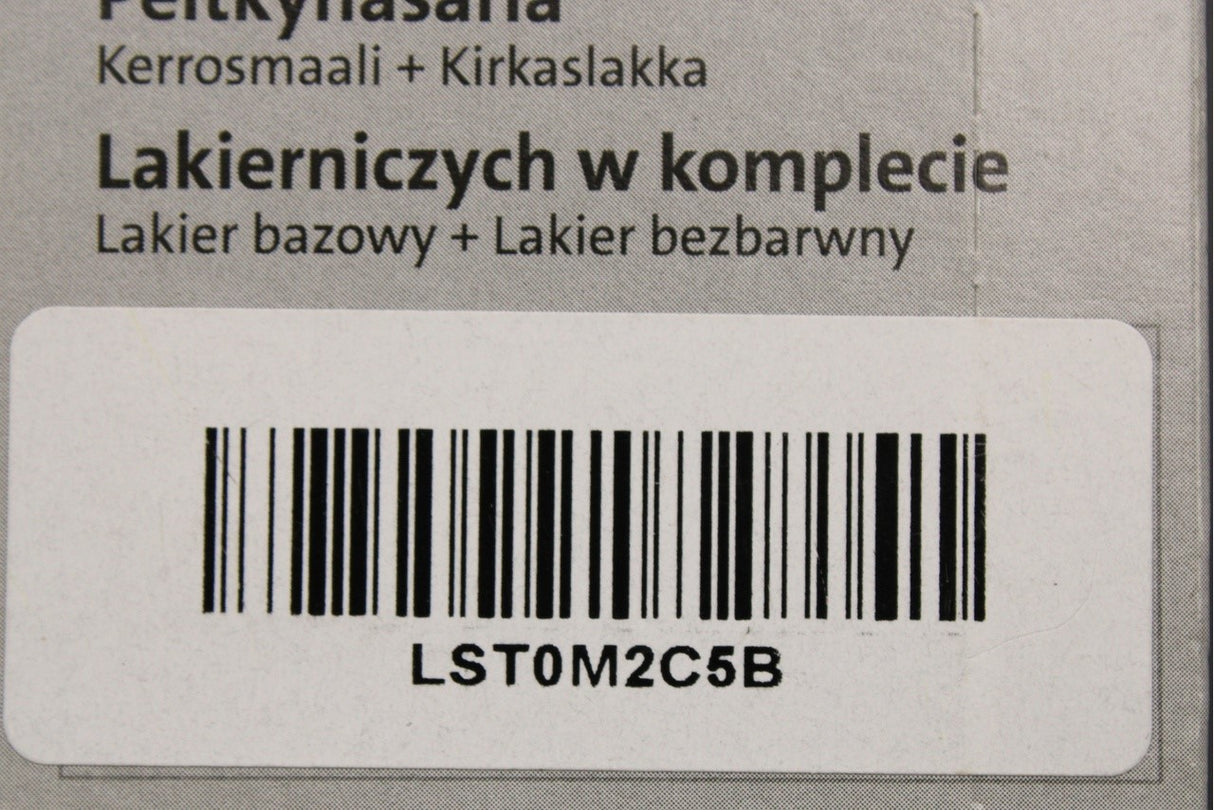 Kerrosmaali + Kirkaslakka
Lakierniczych w komplecie
Lakier bazowy + Lakier bezbarwny
LST0M2C5B